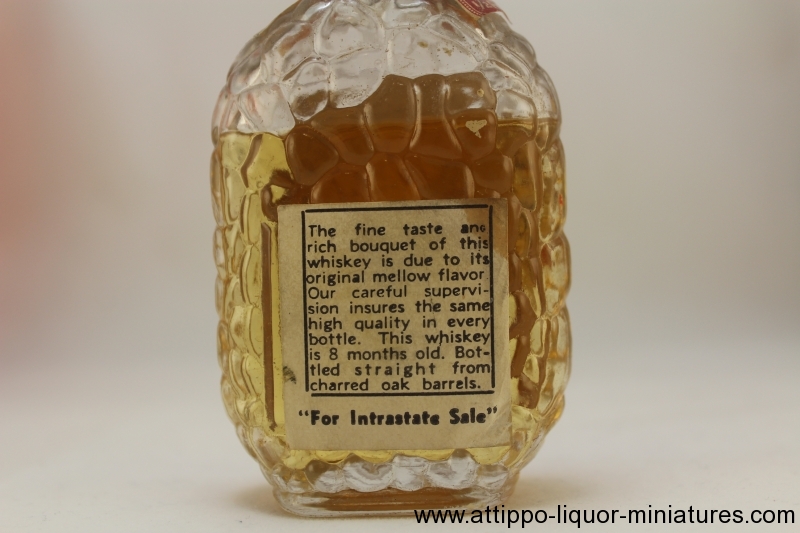 The fine taste and
rich bouquet of this
whiskey is due to its
original mellow flavor
Our careful supervi-
sion insures the same
high quality in every
bottle. This whiskey
is 8 months old. Bot-
tled straight from
charred oak barrels.
"For Intrastate Sale"
www.attippo-liquor-miniatures.com